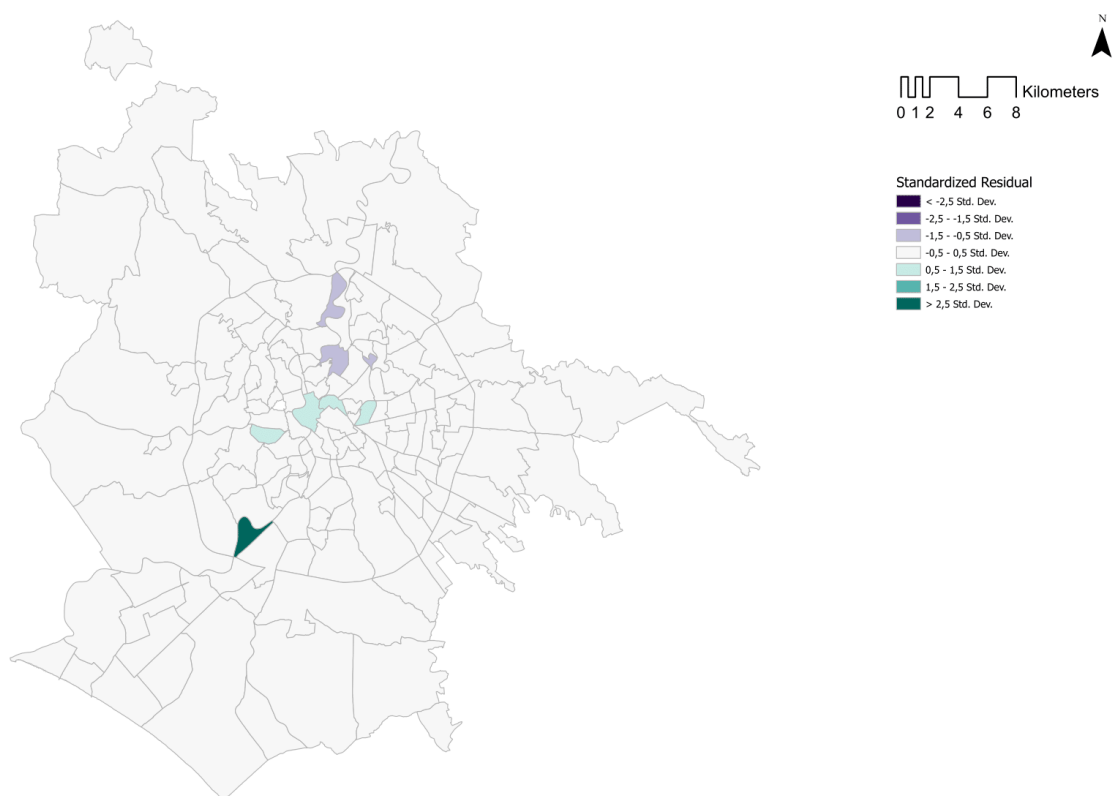 N
Kilometers
0 1 2 4 6 8
Standardized Residual
< -2,5 Std. Dev.
-2,5 - -1,5 Std. Dev.
-1,5 - -0,5 Std. Dev.
-0,5 - 0,5 Std. Dev.
0,5 - 1,5 Std. Dev.
1,5 - 2,5 Std. Dev.
> 2,5 Std. Dev.